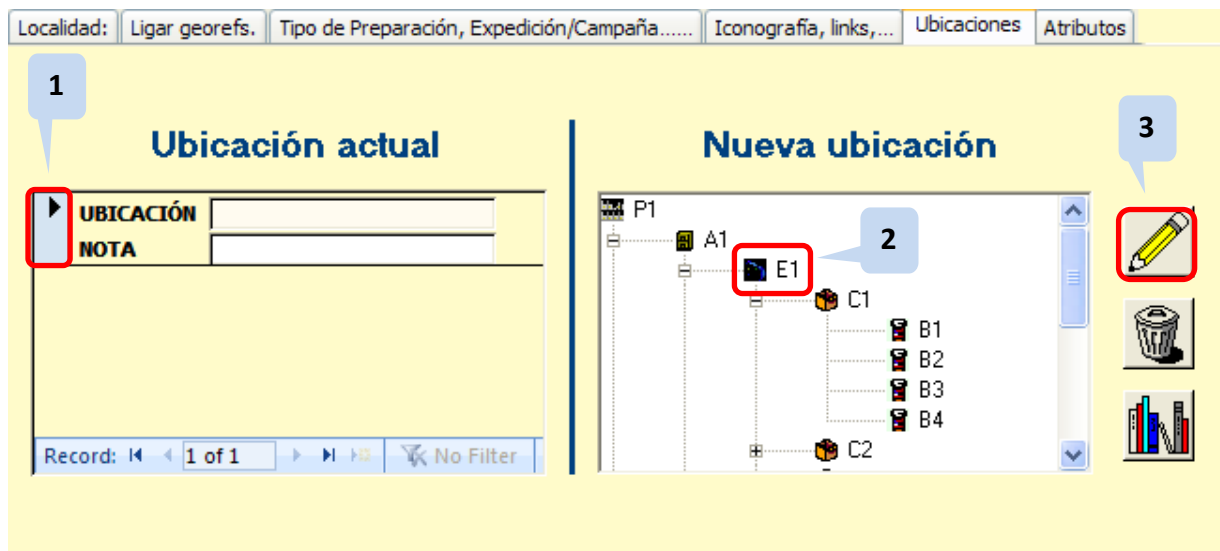 Localidad: Ligar georefs. Tipo de Preparación, Expedición/Campaña...... Iconografía, links,... Ubicaciones Atributos
1
3
Ubicación actual
Nueva ubicación
UBICACIÓN
NOTA
P1
A1
2
E1
C1
B1
B2
B3
B4
C2
Record: 1 of 1 No Filter